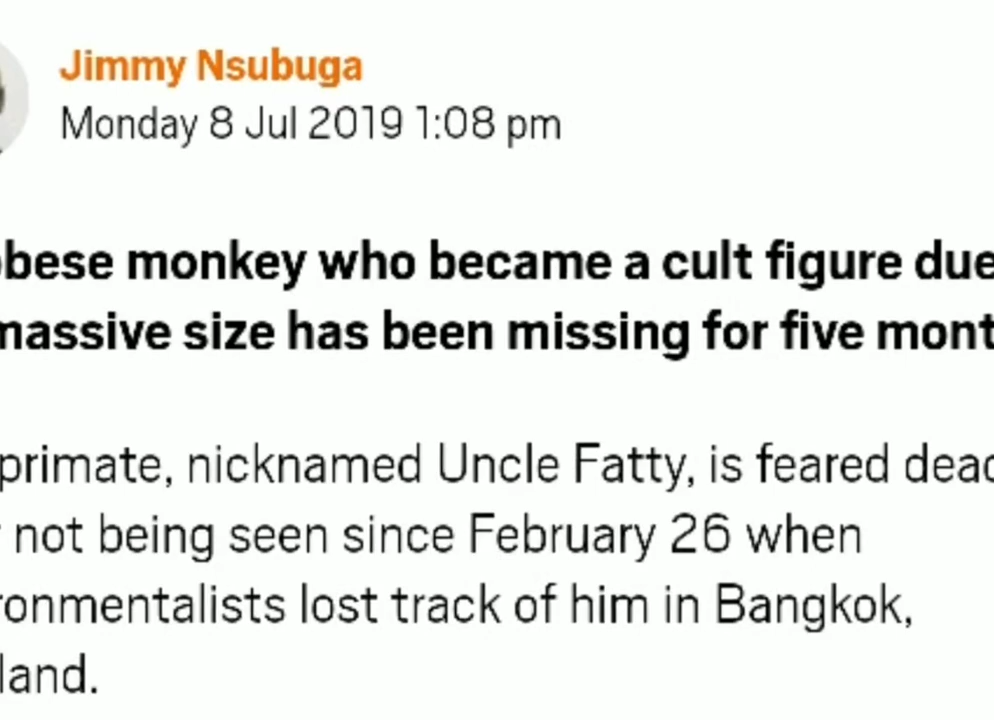 Jimmy Nsubuga
Monday 8 Jul 2019 1:08 pm
bese monkey who became a cult figure due
massive size has been missing for five mont
primate, nicknamed Uncle Fatty, is feared dead
not being seen since February 26 when
ronmentalists lost track of him in Bangkok,
land.